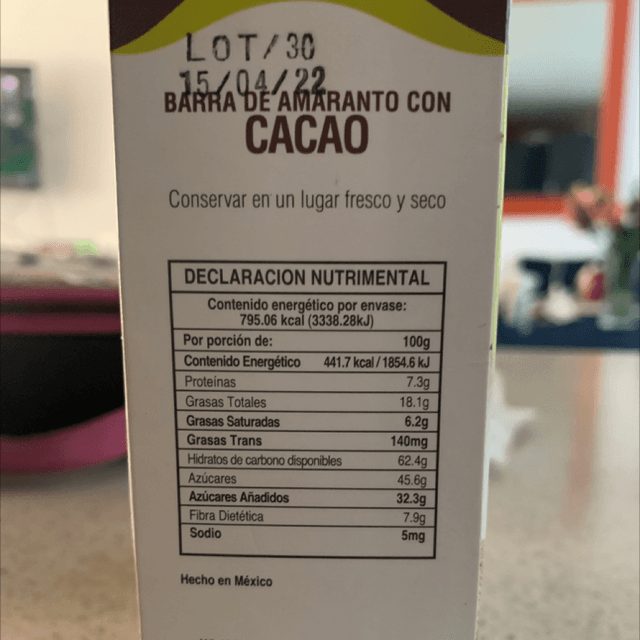 LOT/30
15/04/22
BARRA DE AMARANTO CON
CACAO
Conservar en un lugar fresco y seco
DECLARACION NUTRIMENTAL
Contenido energético por envase:
795.06 kcal (3338.28kJ)
Por porción de: 100g
Contenido Energético 441.7 kcal / 1854.6 kJ
Proteínas 7.3g
Grasas Totales 18.1g
Grasas Saturadas 6.2g
Grasas Trans 140mg
Hidratos de carbono disponibles 62.4g
Azúcares 45.6g
Azúcares Añadidos 32.3g
Fibra Dietética 7.9g
Sodio 5mg
Hecho en México